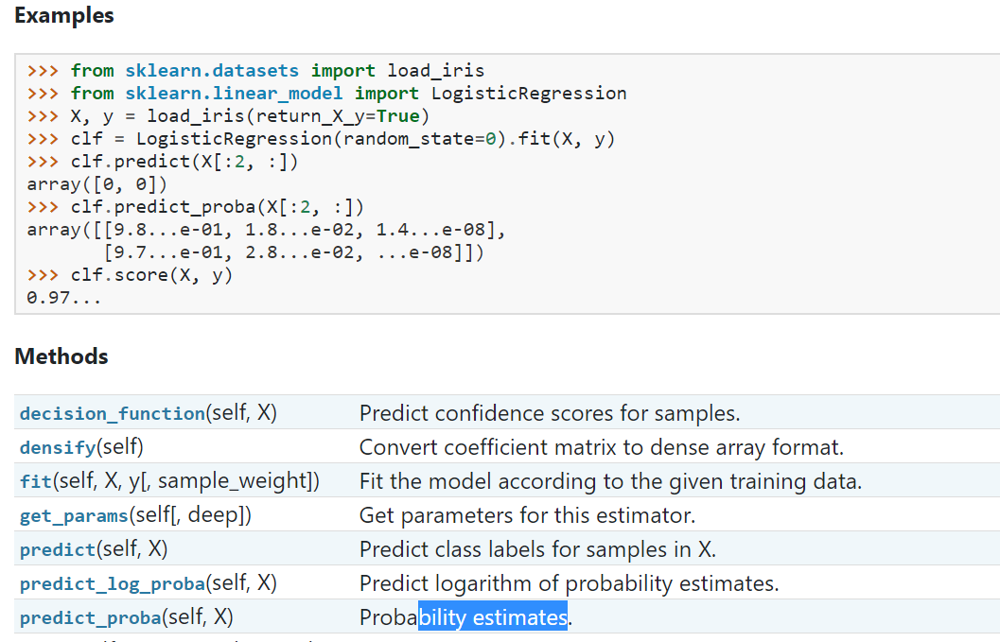 Examples
>>> from sklearn.datasets import load_iris
>>> from sklearn.linear_model import LogisticRegression
>>> X, y = load_iris(return_X_y=True)
>>> clf = LogisticRegression(random_state=0).fit(X, y)
>>> clf.predict(X[:2, :])
array([0, 0])
>>> clf.predict_proba(X[:2, :])
array([[9.8...e-01, 1.8...e-02, 1.4...e-08],
       [9.7...e-01, 2.8...e-02, ...e-08]])
>>> clf.score(X, y)
0.97...
Methods
decision_function(self, X) Predict confidence scores for samples.
densify(self) Convert coefficient matrix to dense array format.
fit(self, X, y[, sample_weight]) Fit the model according to the given training data.
get_params(self[, deep]) Get parameters for this estimator.
predict(self, X) Predict class labels for samples in X.
predict_log_proba(self, X) Predict logarithm of probability estimates.
predict_proba(self, X) Probability estimates.